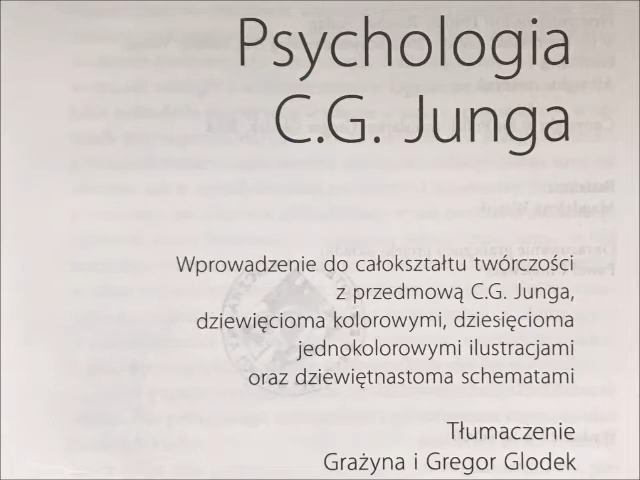 Psychologia
C.G. Junga
Wprowadzenie do całokształtu twórczości
z przedmową C.G. Junga,
dziewięcioma kolorowymi, dziesięcioma
jednokolorowymi ilustracjami
oraz dziewiętnastoma schematami
Tłumaczenie
Grażyna i Gregor Glodek